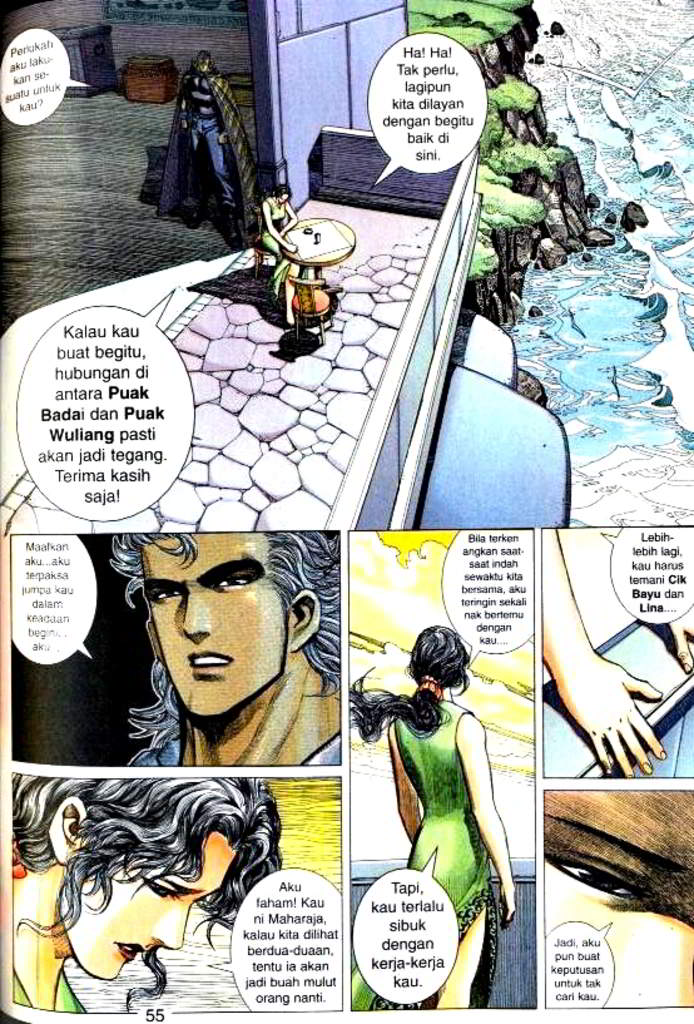 Perlukah
aku laku-
kan se-
suatu untuk
kau?
Ha! Ha!
Tak perlu,
lagipun
kita dilayan
dengan begitu
baik di
sini.
Kalau kau
buat begitu,
hubungan di
antara Puak
Badai dan Puak
Wuliang pasti
akan jadi tegang.
Terima kasih
saja!
Maafkan
aku...aku
terpaksa
jumpa kau
dalam
keadaan
begini...
aku...
Bila terken
angkan saat-
saat indah
sewaktu kita
bersama, aku
teringin sekali
nak bertemu
kau....
Lebih-
lebih lagi,
kau harus
temani Cik
Bayu dan
Lina....
Aku
faham! Kau
ni Maharaja,
kalau kita dilihat
berdua-duaan,
tentu ia akan
jadi buah mulut
orang nanti.
Tapi,
kau terlalu
sibuk
dengan
kerja-kerja
kau.
Jadi, aku
pun buat
keputusan
untuk tak
cari kau.
55